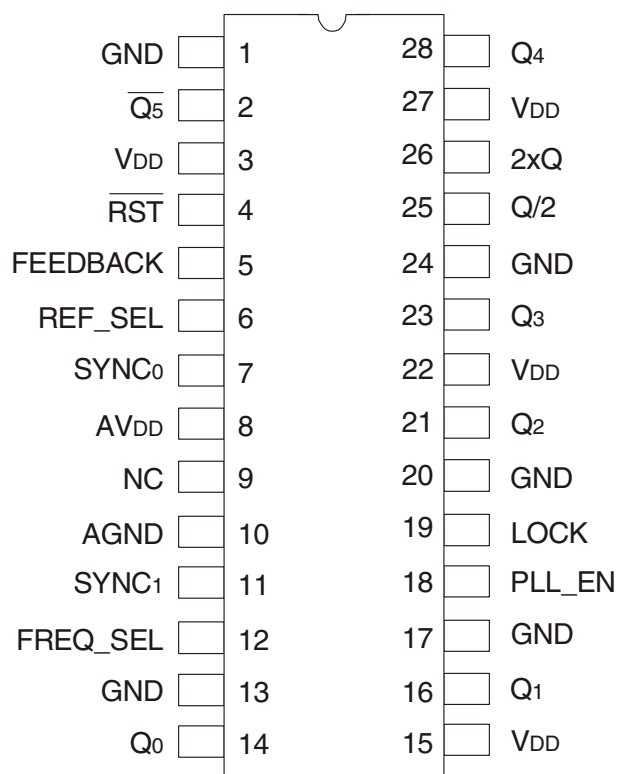 GND 1 28 Q4
Q̅5̅ 2 27 VDD
VDD 3 26 2xQ
R̅S̅T̅ 4 25 Q/2
FEEDBACK 5 24 GND
REF_SEL 6 23 Q3
SYNC0 7 22 VDD
AVDD 8 21 Q2
NC 9 20 GND
AGND 10 19 LOCK
SYNC1 11 18 PLL_EN
FREQ_SEL 12 17 GND
GND 13 16 Q1
Q0 14 15 VDD